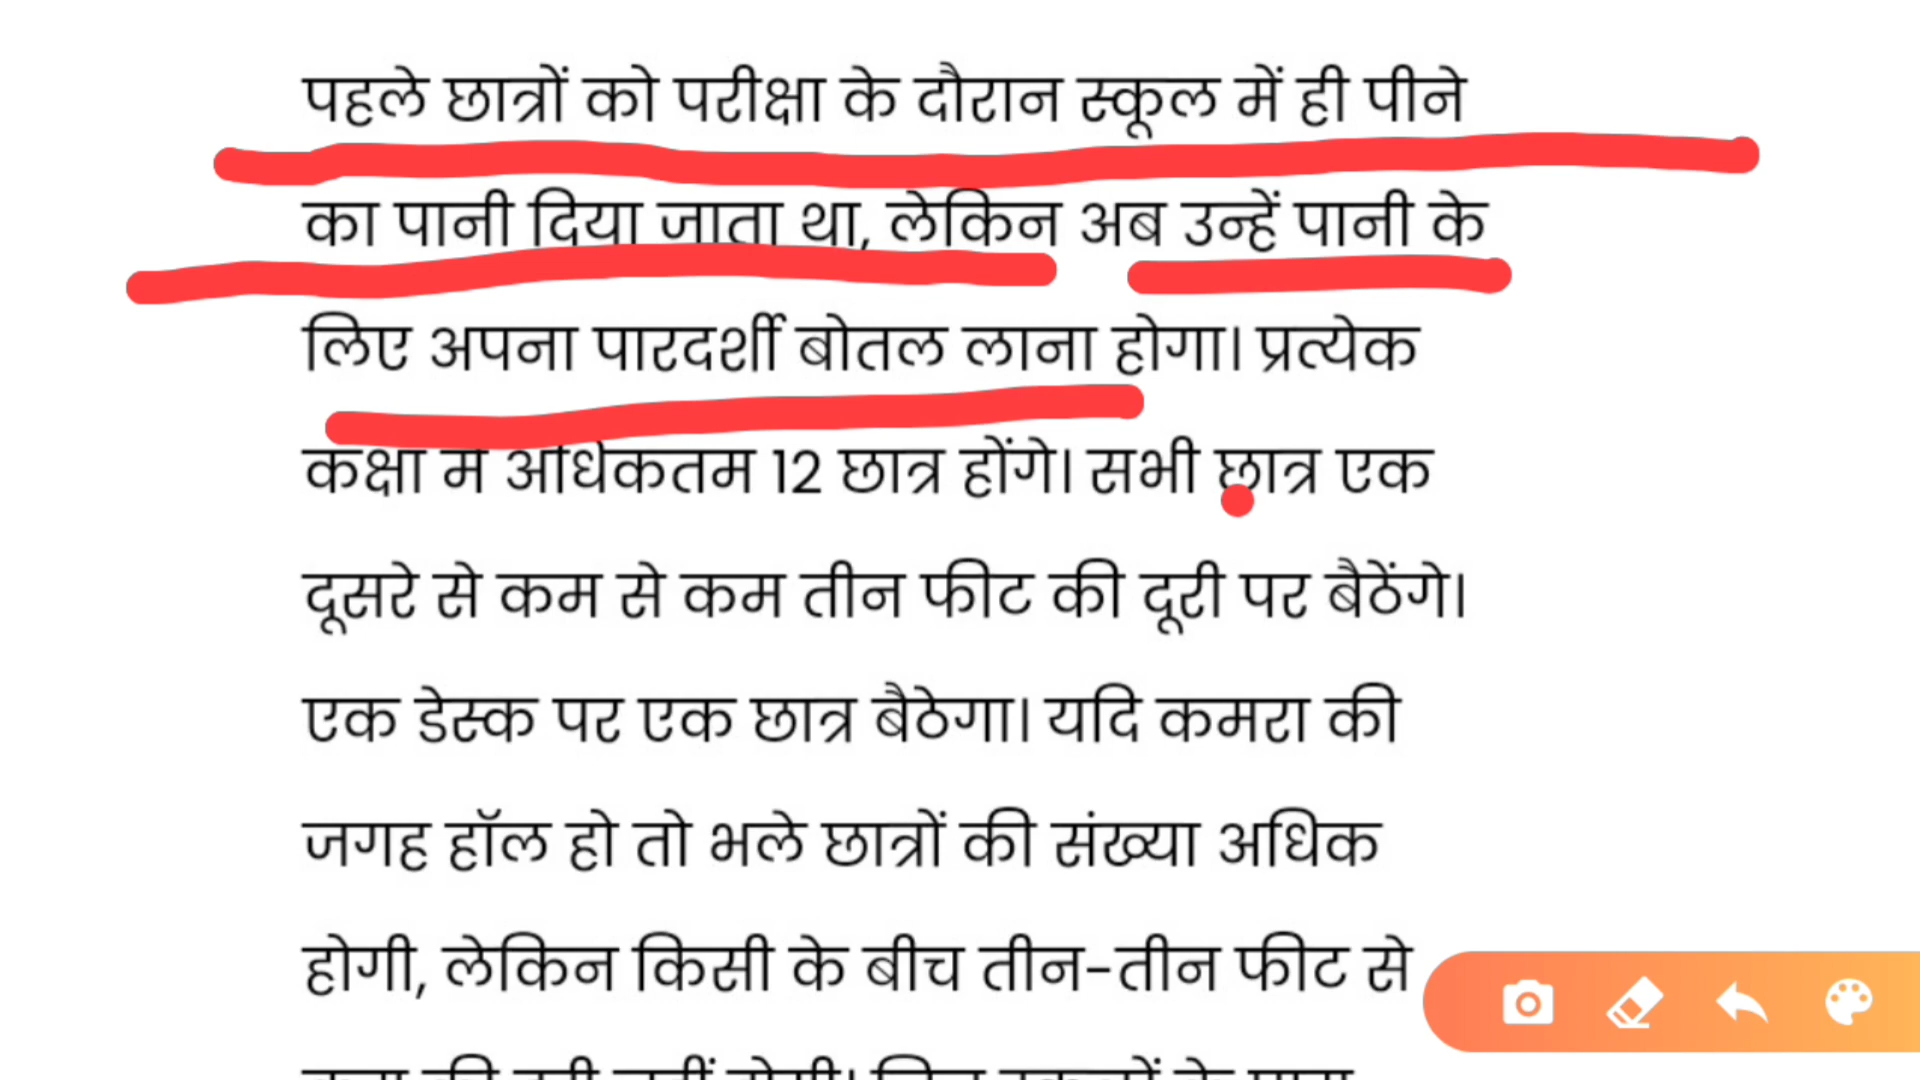 पहले छात्रों को परीक्षा के दौरान स्कूल में ही पीने
का पानी दिया जाता था, लेकिन अब उन्हें पानी के
लिए अपना पारदर्शी बोतल लाना होगा। प्रत्येक
कक्षा में अधिकतम 12 छात्र होंगे। सभी छात्र एक
दूसरे से कम से कम तीन फीट की दूरी पर बैठेंगे।
एक डेस्क पर एक छात्र बैठेगा। यदि कमरा की
जगह हॉल हो तो भले छात्रों की संख्या अधिक
होगी, लेकिन किसी के बीच तीन-तीन फीट से